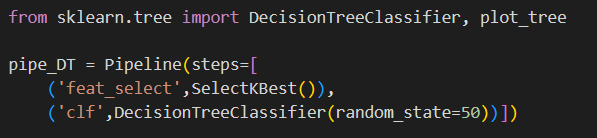 from sklearn.tree import DecisionTreeClassifier, plot_tree
pipe_DT = Pipeline(steps=[
('feat_select',SelectKBest()),
('clf',DecisionTreeClassifier(random_state=50))])